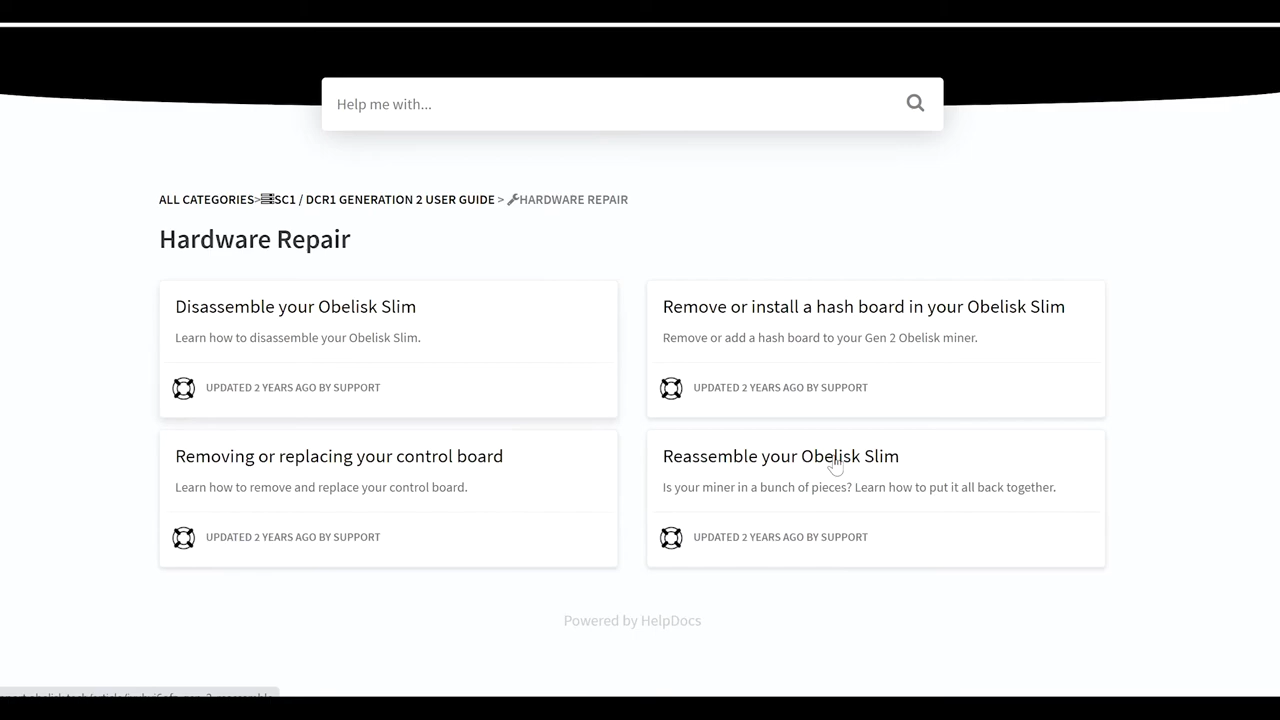 Help me with...
ALL CATEGORIES>SC1 / DCR1 GENERATION 2 USER GUIDE > HARDWARE REPAIR
Hardware Repair
Disassemble your Obelisk Slim
Learn how to disassemble your Obelisk Slim.
UPDATED 2 YEARS AGO BY SUPPORT
Remove or install a hash board in your Obelisk Slim
Remove or add a hash board to your Gen 2 Obelisk miner.
UPDATED 2 YEARS AGO BY SUPPORT
Removing or replacing your control board
Learn how to remove and replace your control board.
UPDATED 2 YEARS AGO BY SUPPORT
Reassemble your Obelisk Slim
Is your miner in a bunch of pieces? Learn how to put it all back together.
UPDATED 2 YEARS AGO BY SUPPORT
Powered by HelpDocs